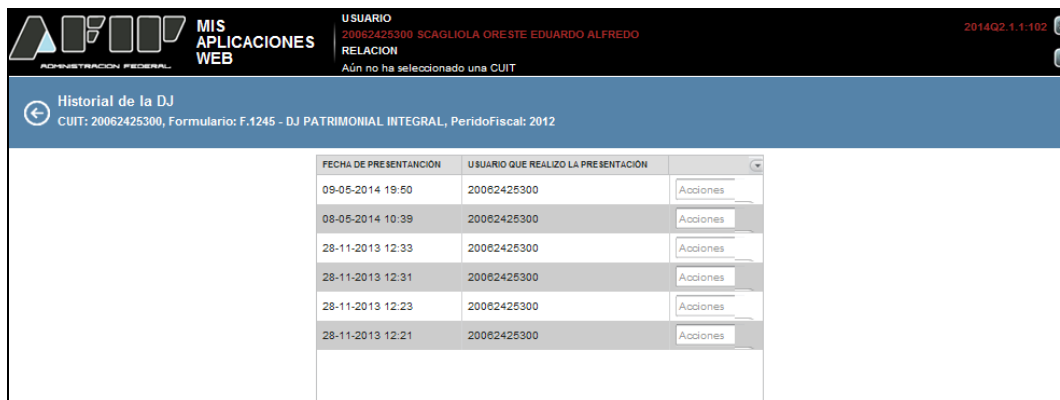 AFIP
ADMINISTRACION FEDERAL
MIS
APLICACIONES
WEB
USUARIO
20062425300 SCAGLIOLA ORESTE EDUARDO ALFREDO
RELACION
Aún no ha seleccionado una CUIT
2014Q2.1.1:102
Historial de la DJ
CUIT: 20062425300, Formulario: F.1245 - DJ PATRIMONIAL INTEGRAL, PeridoFiscal: 2012
FECHA DE PRESENTANCIÓN USUARIO QUE REALIZO LA PRESENTACIÓN
09-05-2014 19:50 20062425300 Acciones
08-05-2014 10:39 20062425300 Acciones
28-11-2013 12:33 20062425300 Acciones
28-11-2013 12:31 20062425300 Acciones
28-11-2013 12:23 20062425300 Acciones
28-11-2013 12:21 20062425300 Acciones